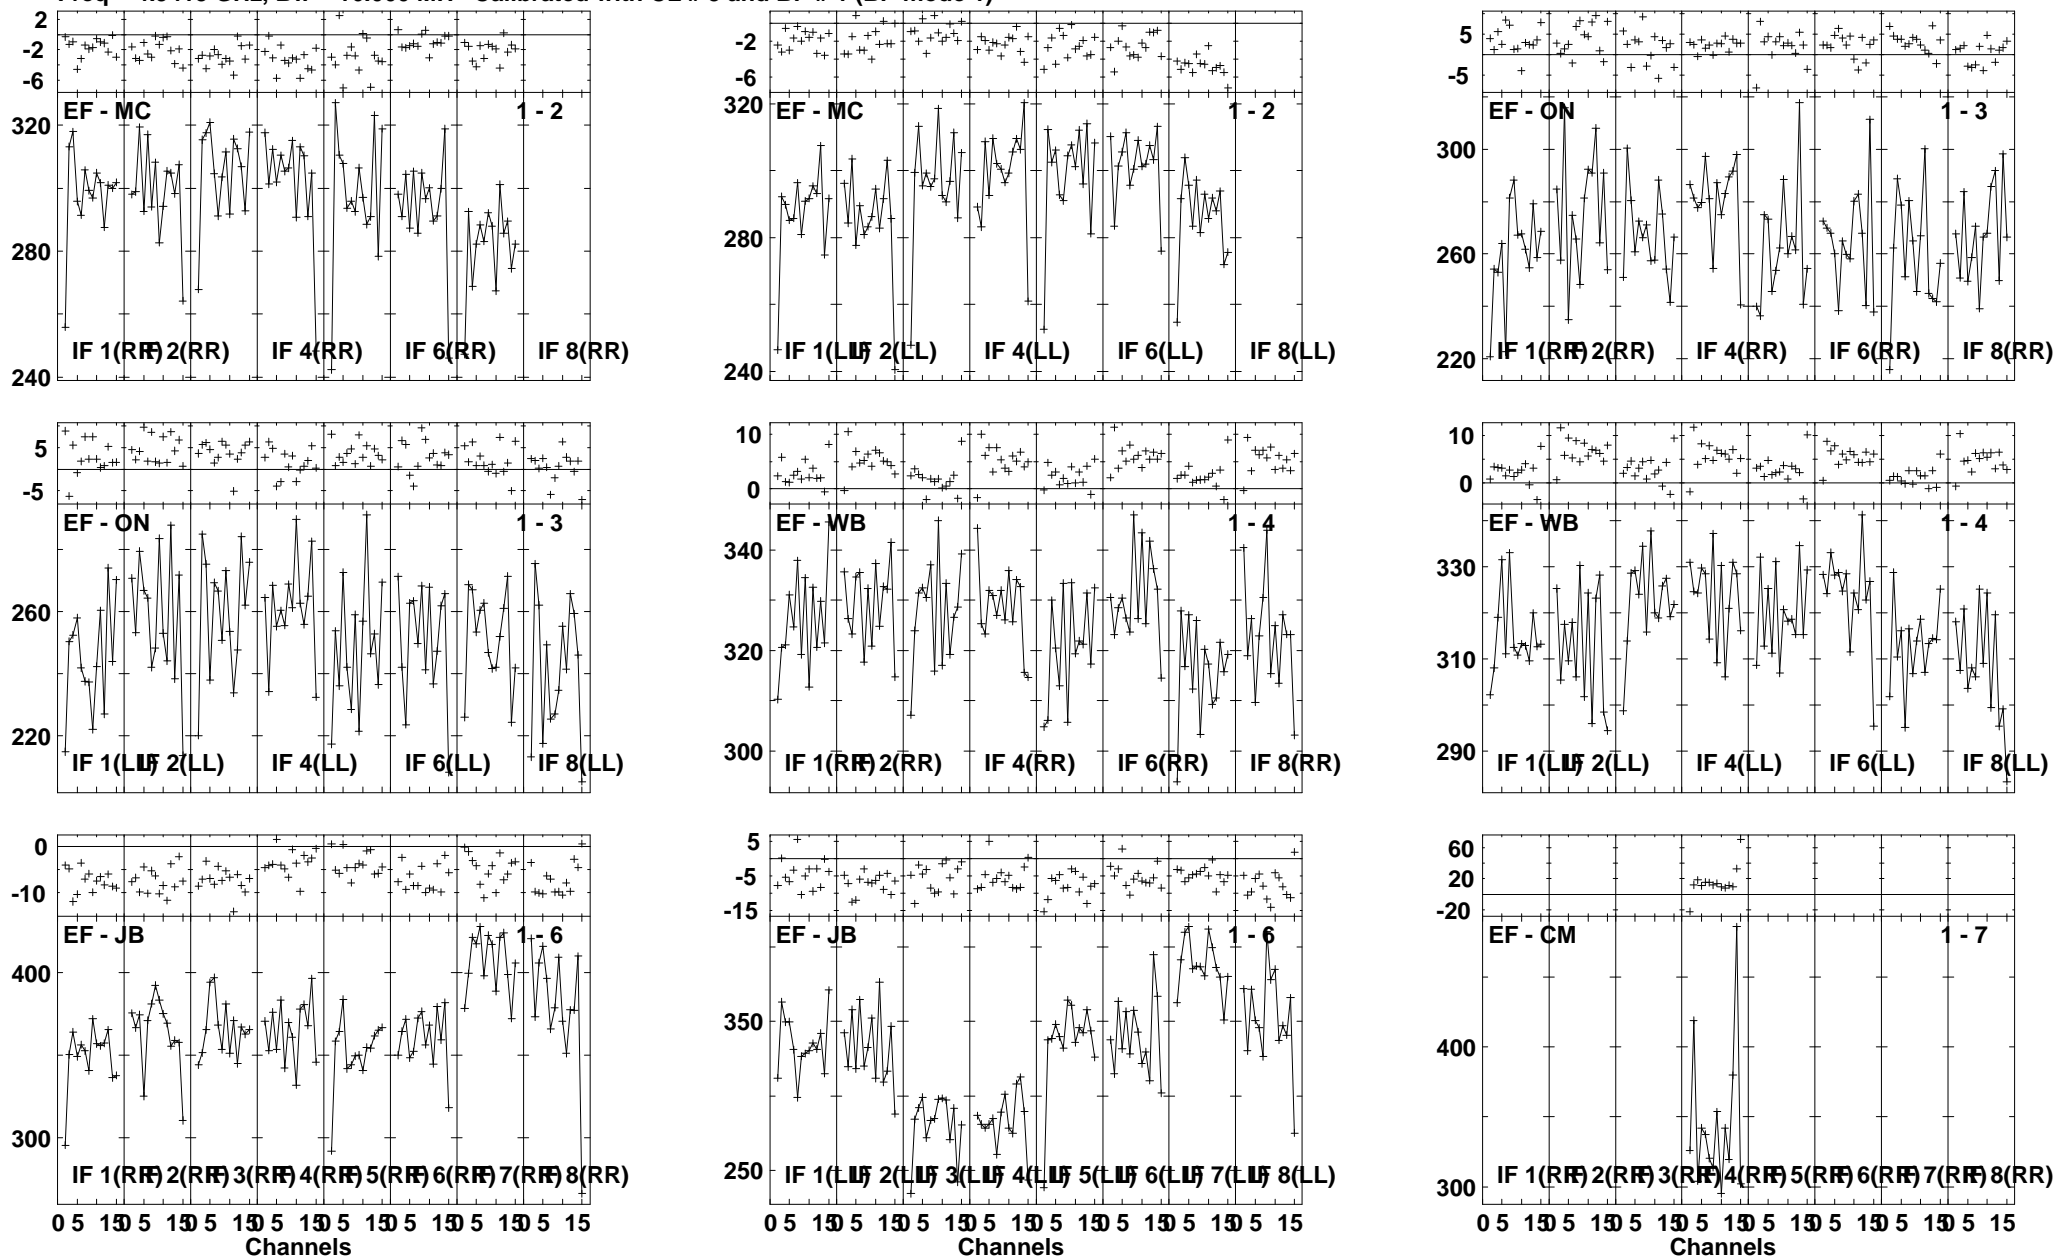 2 -2 -6
EF - MC 1 - 2
320 280 240
IF 1(RR) IF 2(RR) IF 4(RR) IF 6(RR) IF 8(RR)
-2 -6
EF - MC 1 - 2
320 280 240
IF 1(LL) IF 2(LL) IF 4(LL) IF 6(LL) IF 8(LL)
5 -5
EF - ON 1 - 3
300 260 220
IF 1(RR) IF 2(RR) IF 4(RR) IF 6(RR) IF 8(RR)
5 -5
EF - ON 1 - 3
260 220
IF 1(LL) IF 2(LL) IF 4(LL) IF 6(LL) IF 8(LL)
10 0
EF - WB 1 - 4
340 320 300
IF 1(RR) IF 2(RR) IF 4(RR) IF 6(RR) IF 8(RR)
10 0
EF - WB 1 - 4
330 310 290
IF 1(LL) IF 2(LL) IF 4(LL) IF 6(LL) IF 8(LL)
0 -10
EF - JB 1 - 6
400 300
IF 1(RR) IF 2(RR) IF 3(RR) IF 4(RR) IF 5(RR) IF 6(RR) IF 7(RR) IF 8(RR)
0 5 15 0 5 15 0 5 15 0 5 15
Channels
5 -5 -15
EF - JB 1 - 6
350 250
IF 1(LL) IF 2(LL) IF 3(LL) IF 4(LL) IF 5(LL) IF 6(LL) IF 7(LL) IF 8(LL)
0 5 15 0 5 15 0 5 15 0 5 15
Channels
60 20 -20
EF - CM 1 - 7
400 300
IF 1(RR) IF 2(RR) IF 3(RR) IF 4(RR) IF 5(RR) IF 6(RR) IF 7(RR) IF 8(RR)
0 5 15 0 5 15 0 5 15 0 5 15
Channels